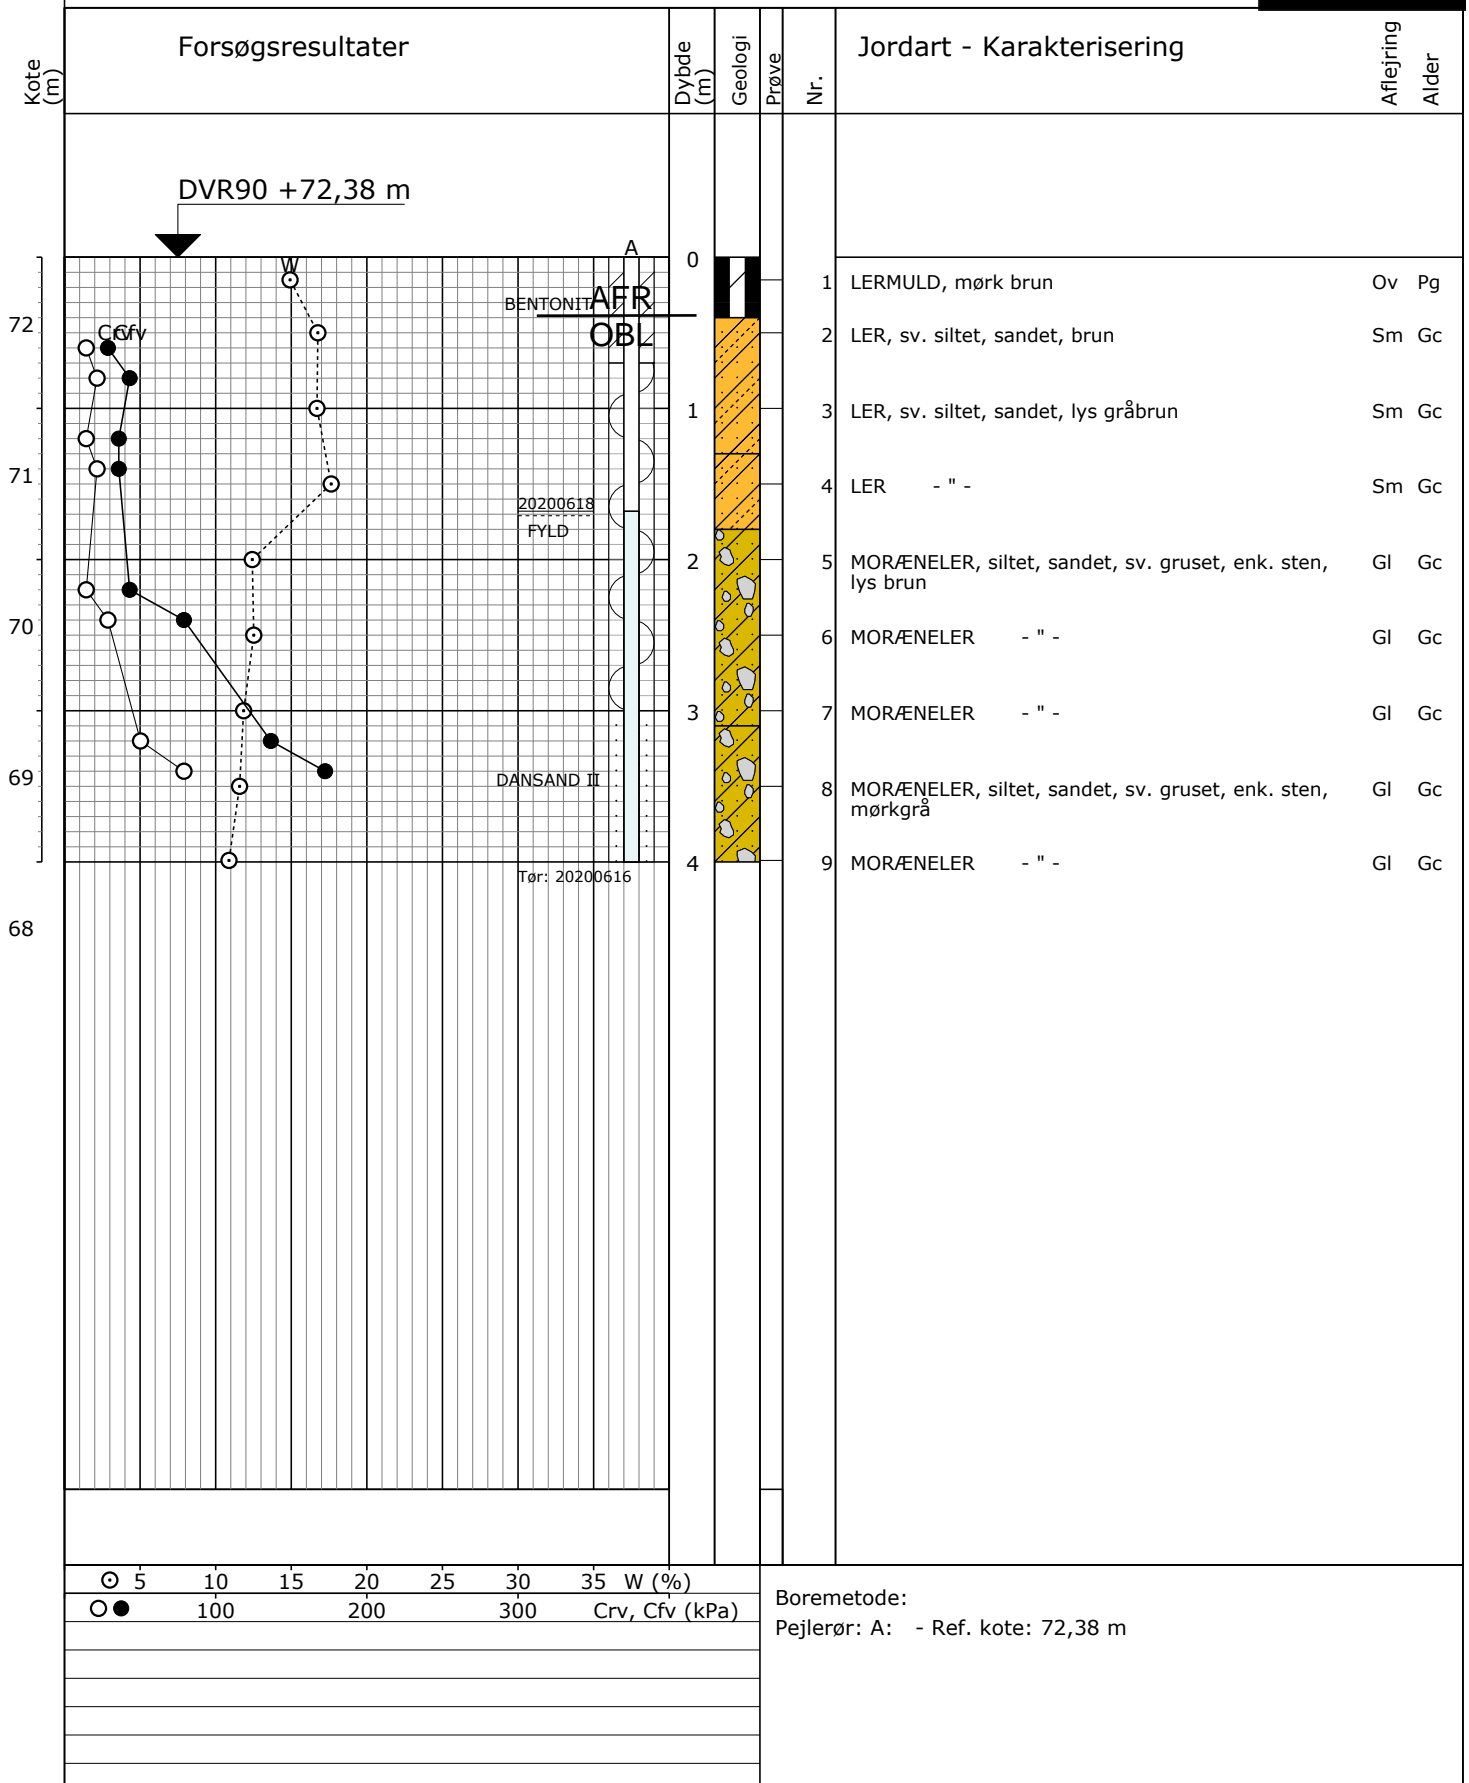 Kote (m)
Forsøgsresultater
Dybde (m)
Geologi
Prøve
Nr.
Jordart - Karakterisering
Aflejring
Alder
DVR90 +72,38 m
A
W
0
1 LERMULD, mørk brun Ov Pg
BENTONIT AFR
72
Crv Cfv
OBL
2 LER, sv. siltet, sandet, brun Sm Gc
1
3 LER, sv. siltet, sandet, lys gråbrun Sm Gc
71
4 LER - " - Sm Gc
20200618
FYLD
2
5 MORÆNELER, siltet, sandet, sv. gruset, enk. sten, Gl Gc
lys brun
70
6 MORÆNELER - " - Gl Gc
3
7 MORÆNELER - " - Gl Gc
69
DANSAND II
8 MORÆNELER, siltet, sandet, sv. gruset, enk. sten, Gl Gc
mørkgrå
4
9 MORÆNELER - " - Gl Gc
Tør: 20200616
68
5 10 15 20 25 30 35 W (%)
100 200 300 Crv, Cfv (kPa)
Boremetode:
Pejlerør: A: - Ref. kote: 72,38 m